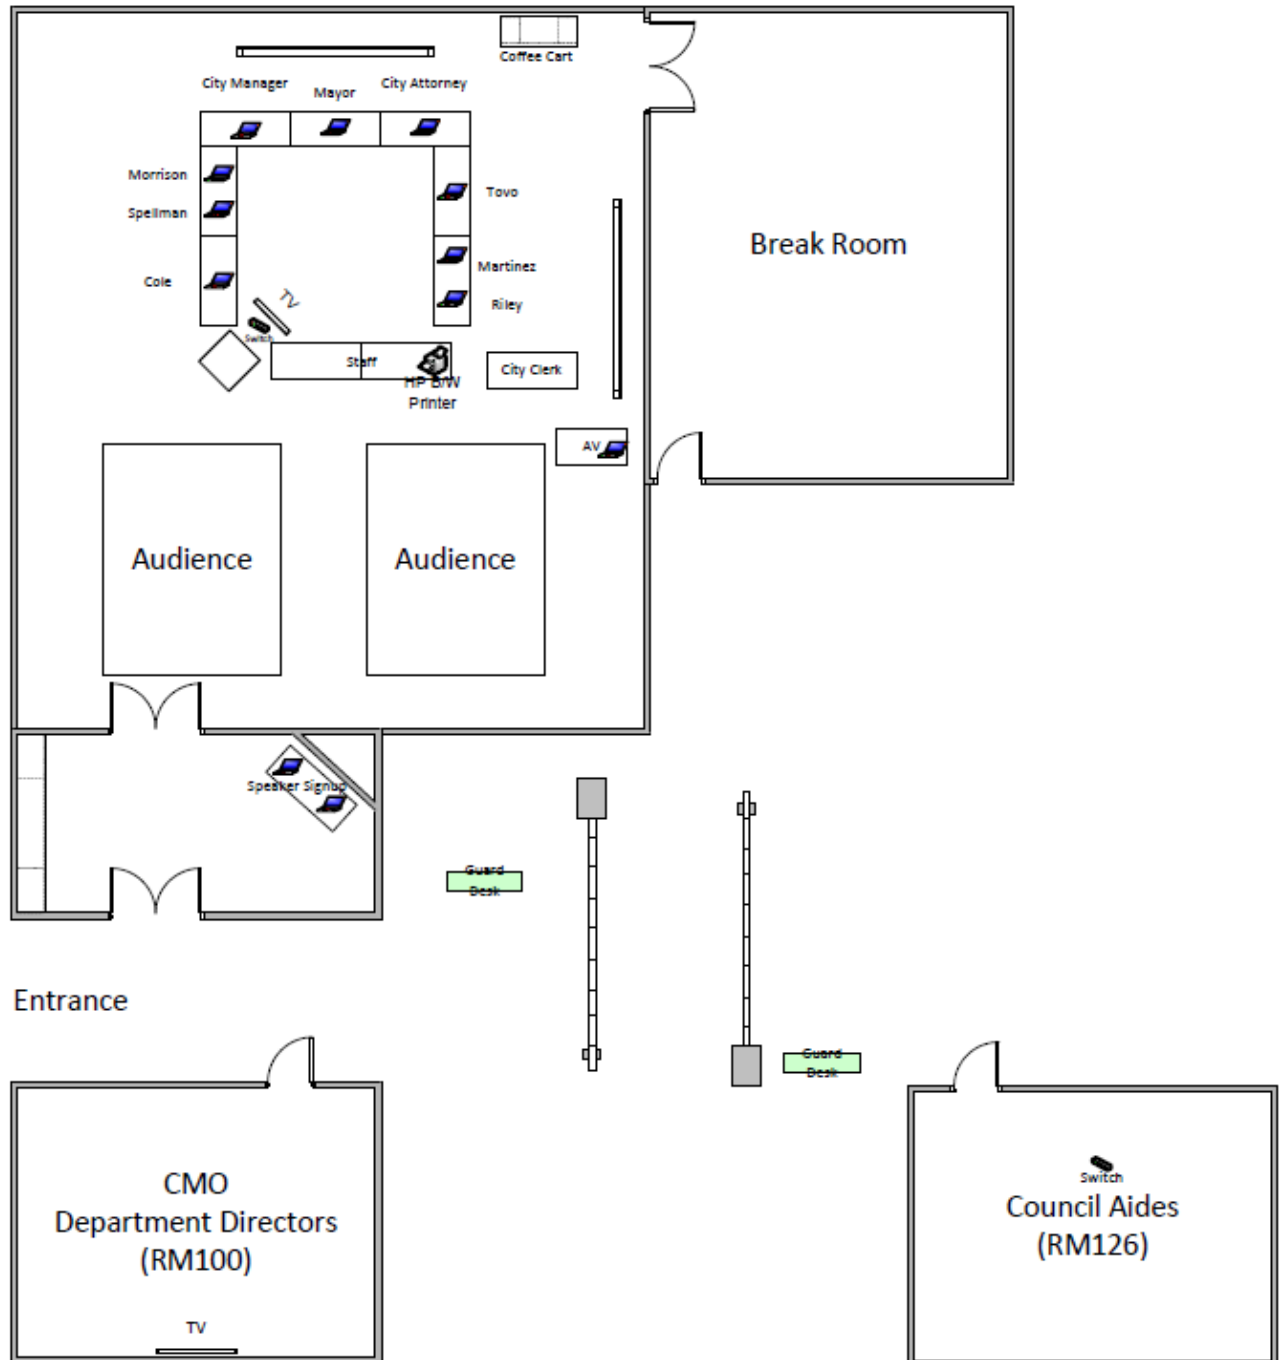 Coffee Cart
City Manager
Mayor
City Attorney
Morrison
Spellman
Cole
Tovo
Martinez
Riley
TV
Switch
Staff
HP B/W
Printer
City Clerk
AV
Break Room
Audience
Audience
Speaker Signup
Guard
Desk
Entrance
Guard
Desk
CMO
Department Directors
(RM100)
TV
Switch
Council Aides
(RM126)